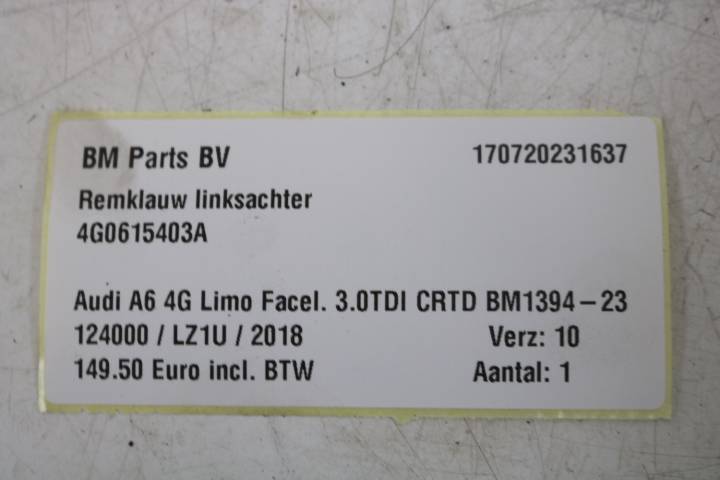 BM Parts BV 170720231637
Remklauw linksachter
4G0615403A
Audi A6 4G Limo Facel. 3.0TDI CRTD BM1394-23
124000 / LZ1U / 2018 Verz: 10
149.50 Euro incl. BTW Aantal: 1